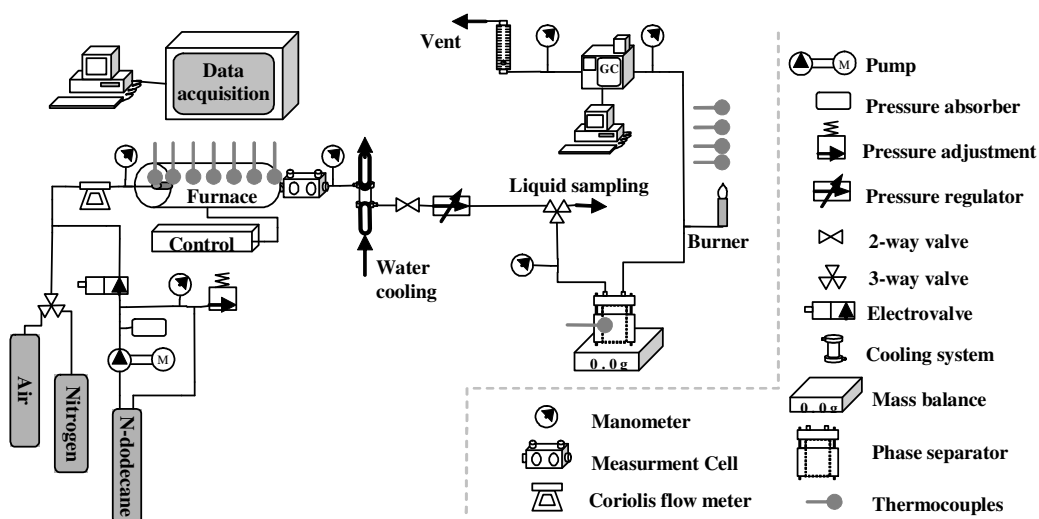 Vent
GC
Data
acquisition
Pump
M
Pressure absorber
Pressure adjustment
Furnace
Liquid sampling
Pressure regulator
Control
Burner
2-way valve
Water
cooling
3-way valve
Electrovalve
M
Air
Nitrogen
N-dodecane
0.0g
Cooling system
0.0g
Mass balance
Manometer
Phase separator
Measurment Cell
Coriolis flow meter
Thermocouples